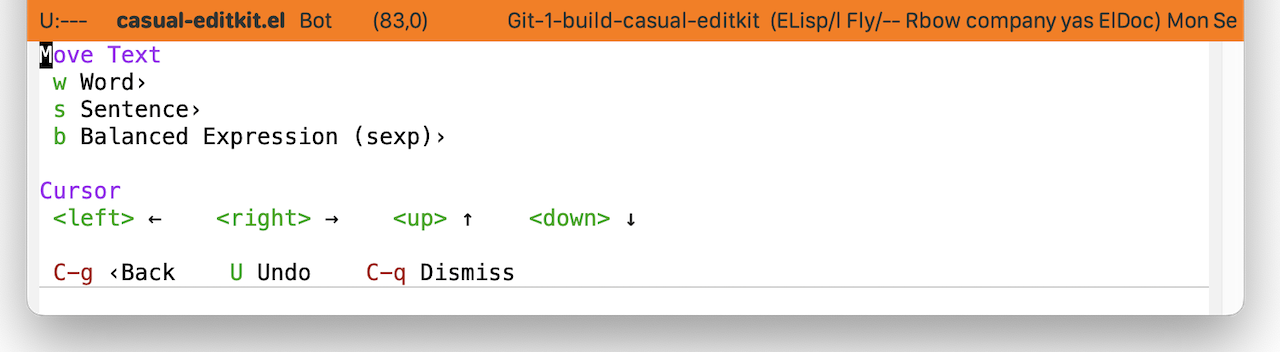 U:--- casual-editkit.el Bot (83,0) Git-1-build-casual-editkit (ELisp/l Fly/-- Rbow company yas ElDoc) Mon Se
Move Text
w Word›
s Sentence›
b Balanced Expression (sexp)›
Cursor
<left> ← <right> → <up> ↑ <down> ↓
C-g ‹Back U Undo C-q Dismiss